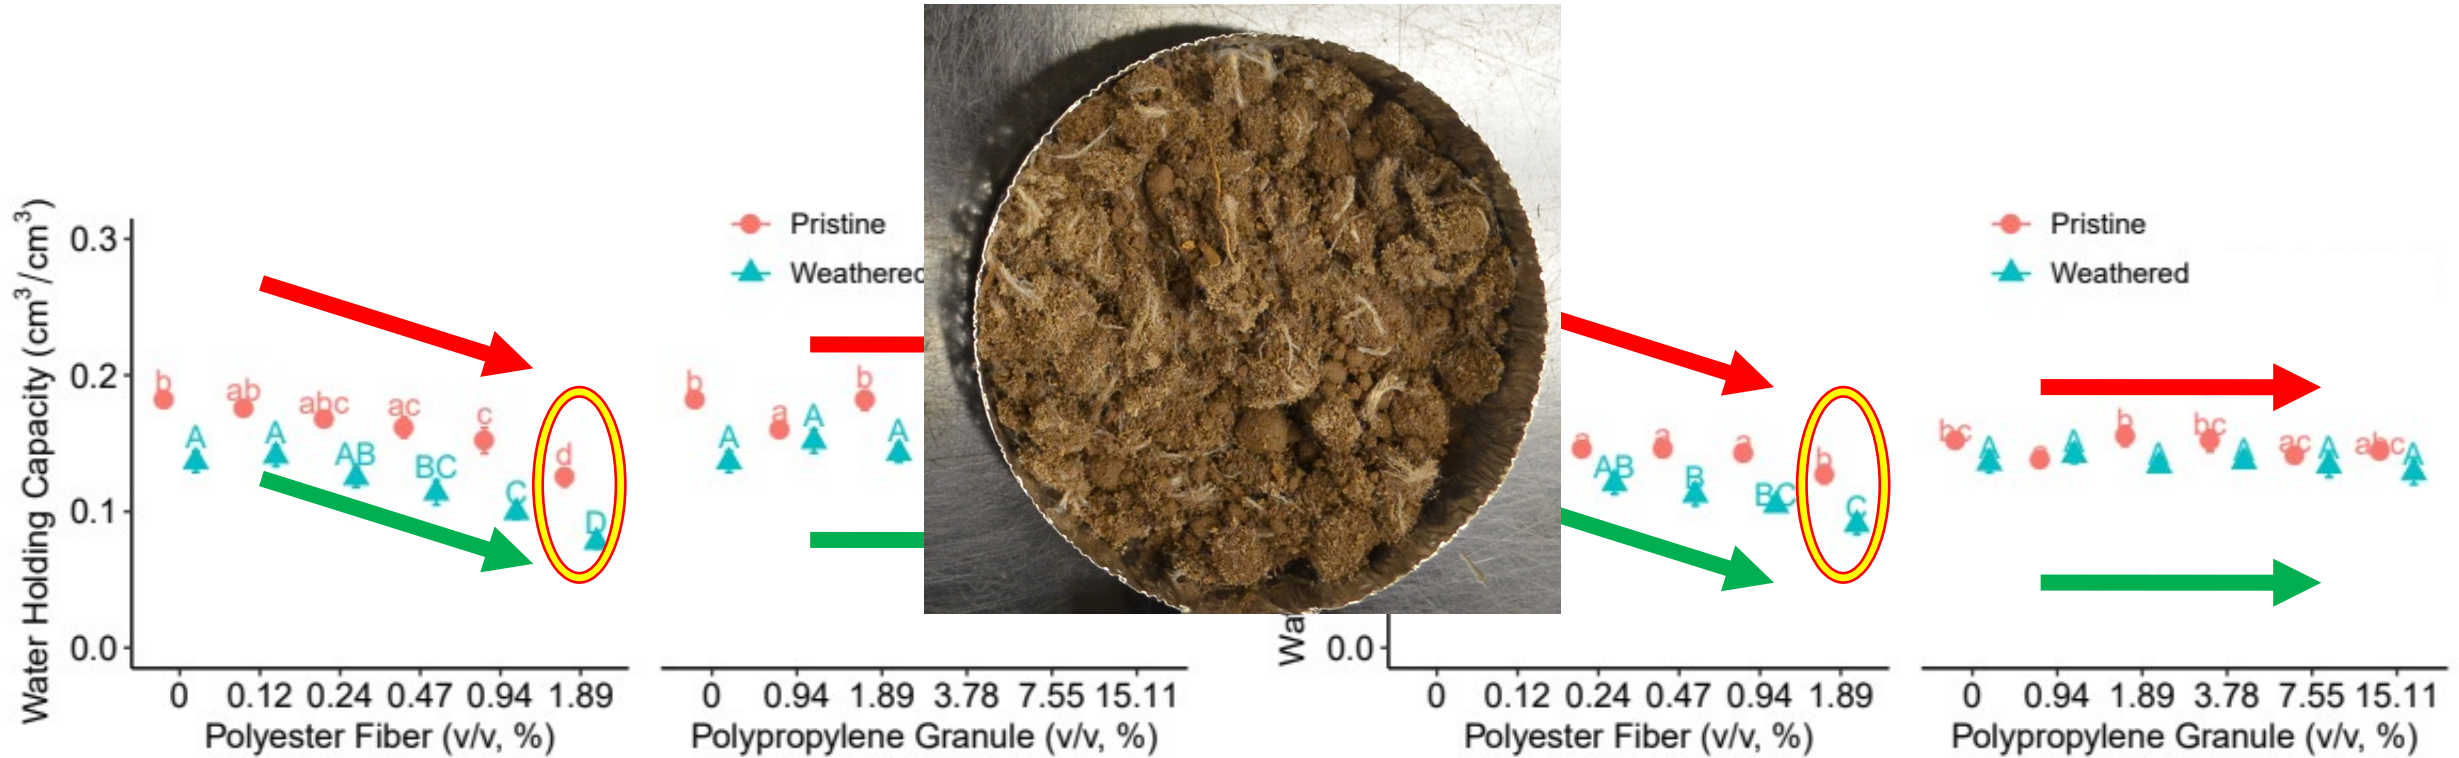 Water Holding Capacity (cm³/cm³)
0.3
0.2
0.1
0.0
b ab abc ac c d
A A AB BC C D
0 0.12 0.24 0.47 0.94 1.89
Polyester Fiber (v/v, %)
Pristine
Weathered
b a b
A A A
0 0.94 1.89 3.78 7.55 15.11
Polypropylene Granule (v/v, %)
Wa
0.0
a a a b
AB B BC C
0 0.12 0.24 0.47 0.94 1.89
Polyester Fiber (v/v, %)
Pristine
Weathered
bc a b bc ac abc
A A A A A A
0 0.94 1.89 3.78 7.55 15.11
Polypropylene Granule (v/v, %)